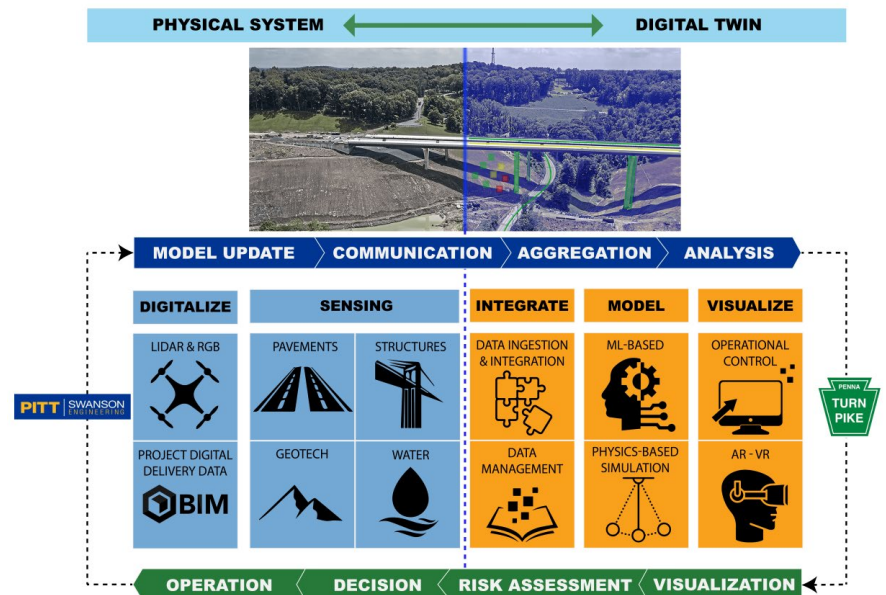 PHYSICAL SYSTEM
DIGITAL TWIN
MODEL UPDATE
COMMUNICATION
AGGREGATION
ANALYSIS
DIGITALIZE
SENSING
INTEGRATE
MODEL
VISUALIZE
LIDAR & RGB
PAVEMENTS
STRUCTURES
DATA INGESTION
& INTEGRATION
ML-BASED
OPERATIONAL
CONTROL
PITT
SWANSON
ENGINEERING
PENNA
TURN
PIKE
PROJECT DIGITAL
DELIVERY DATA
BIM
GEOTECH
WATER
DATA
MANAGEMENT
PHYSICS-BASED
SIMULATION
AR - VR
OPERATION
DECISION
RISK ASSESSMENT
VISUALIZATION